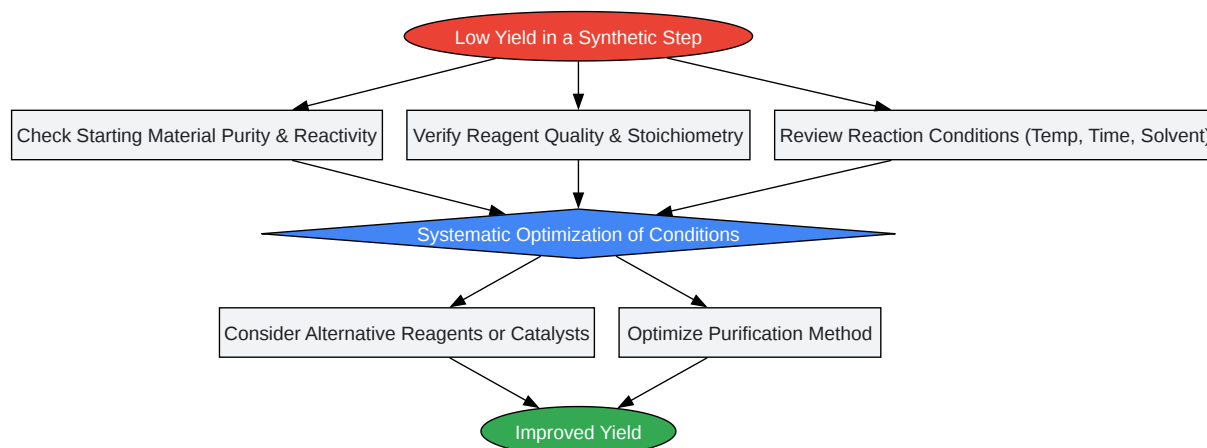 Low Yield in a Synthetic Step
Check Starting Material Purity & Reactivity
Verify Reagent Quality & Stoichiometry
Review Reaction Conditions (Temp, Time, Solvent)
Systematic Optimization of Conditions
Consider Alternative Reagents or Catalysts
Optimize Purification Method
Improved Yield